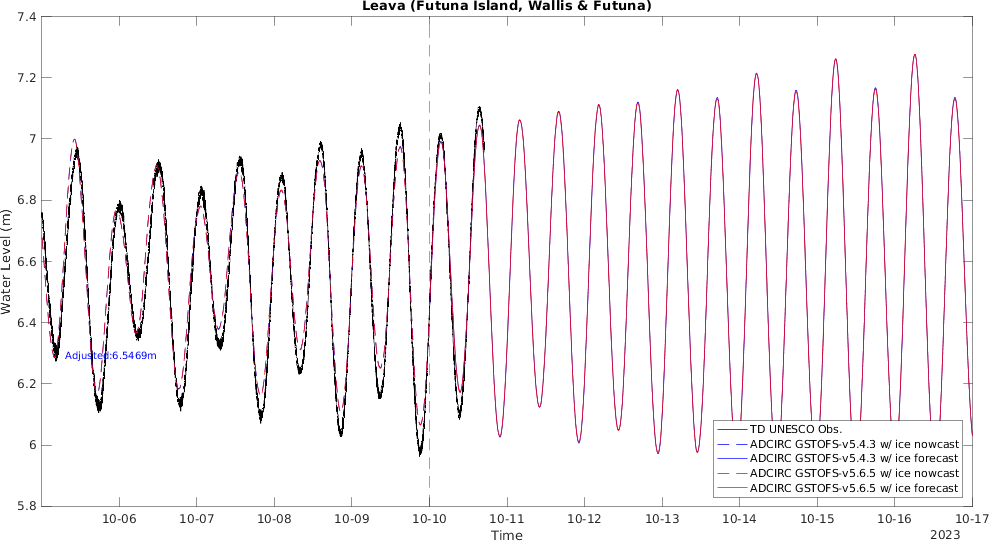 Leava (Futuna Island, Wallis & Futuna)
7.4
7.2
7
6.8
6.6
6.4
6.2
6
5.8
Water Level (m)
Adjusted:6.5469m
TD UNESCO Obs.
ADCIRC GSTOFS-v5.4.3 w/ ice nowcast
ADCIRC GSTOFS-v5.4.3 w/ ice forecast
ADCIRC GSTOFS-v5.6.5 w/ ice nowcast
ADCIRC GSTOFS-v5.6.5 w/ ice forecast
10-06 10-07 10-08 10-09 10-10 10-11 10-12 10-13 10-14 10-15 10-16 10-17
Time
2023